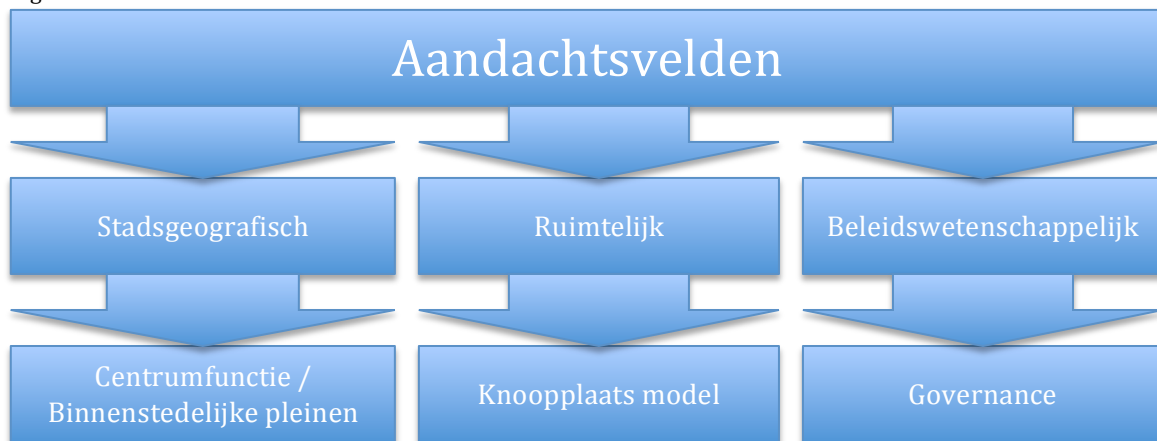 Aandachtsvelden
Stadsgeografisch
Ruimtelijk
Beleidswetenschappelijk
Centrumfunctie /
Binnenstedelijke pleinen
Knoopplaats model
Governance